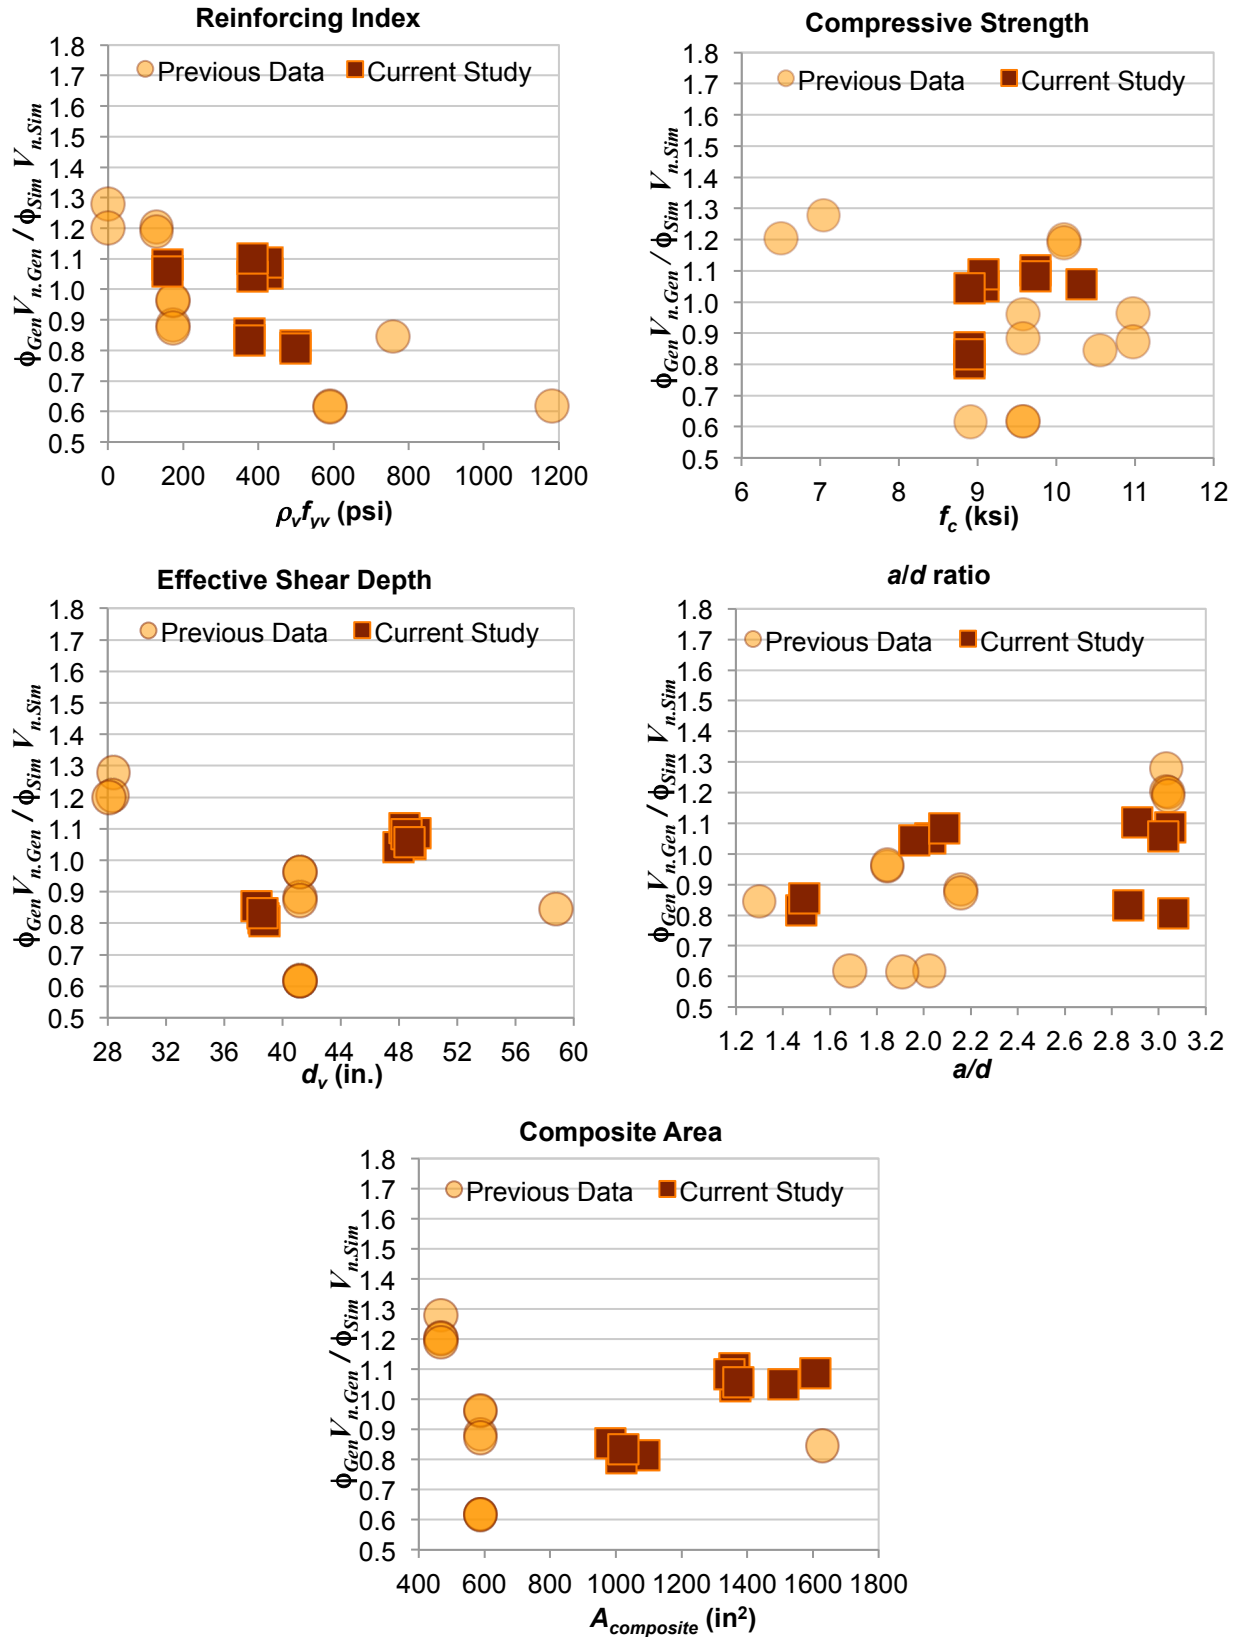 Reinforcing Index
ϕGenVn.Gen / ϕSim Vn.Sim
1.8
1.7
1.6
1.5
1.4
1.3
1.2
1.1
1.0
0.9
0.8
0.7
0.6
0.5
Previous Data Current Study
0 200 400 600 800 1000 1200
ρvfyv (psi)
Compressive Strength
ϕGenVn.Gen / ϕSim Vn.Sim
1.8
1.7
1.6
1.5
1.4
1.3
1.2
1.1
1.0
0.9
0.8
0.7
0.6
0.5
Previous Data Current Study
6 7 8 9 10 11 12
fc (ksi)
Effective Shear Depth
ϕGenVn.Gen / ϕSim Vn.Sim
1.8
1.7
1.6
1.5
1.4
1.3
1.2
1.1
1.0
0.9
0.8
0.7
0.6
0.5
Previous Data Current Study
28 32 36 40 44 48 52 56 60
dv (in.)
a/d ratio
ϕGenVn.Gen / ϕSim Vn.Sim
1.8
1.7
1.6
1.5
1.4
1.3
1.2
1.1
1.0
0.9
0.8
0.7
0.6
0.5
Previous Data Current Study
1.2 1.4 1.6 1.8 2.0 2.2 2.4 2.6 2.8 3.0 3.2
a/d
Composite Area
ϕGenVn.Gen / ϕSim Vn.Sim
1.8
1.7
1.6
1.5
1.4
1.3
1.2
1.1
1.0
0.9
0.8
0.7
0.6
0.5
Previous Data Current Study
400 600 800 1000 1200 1400 1600 1800
Acomposite (in²)